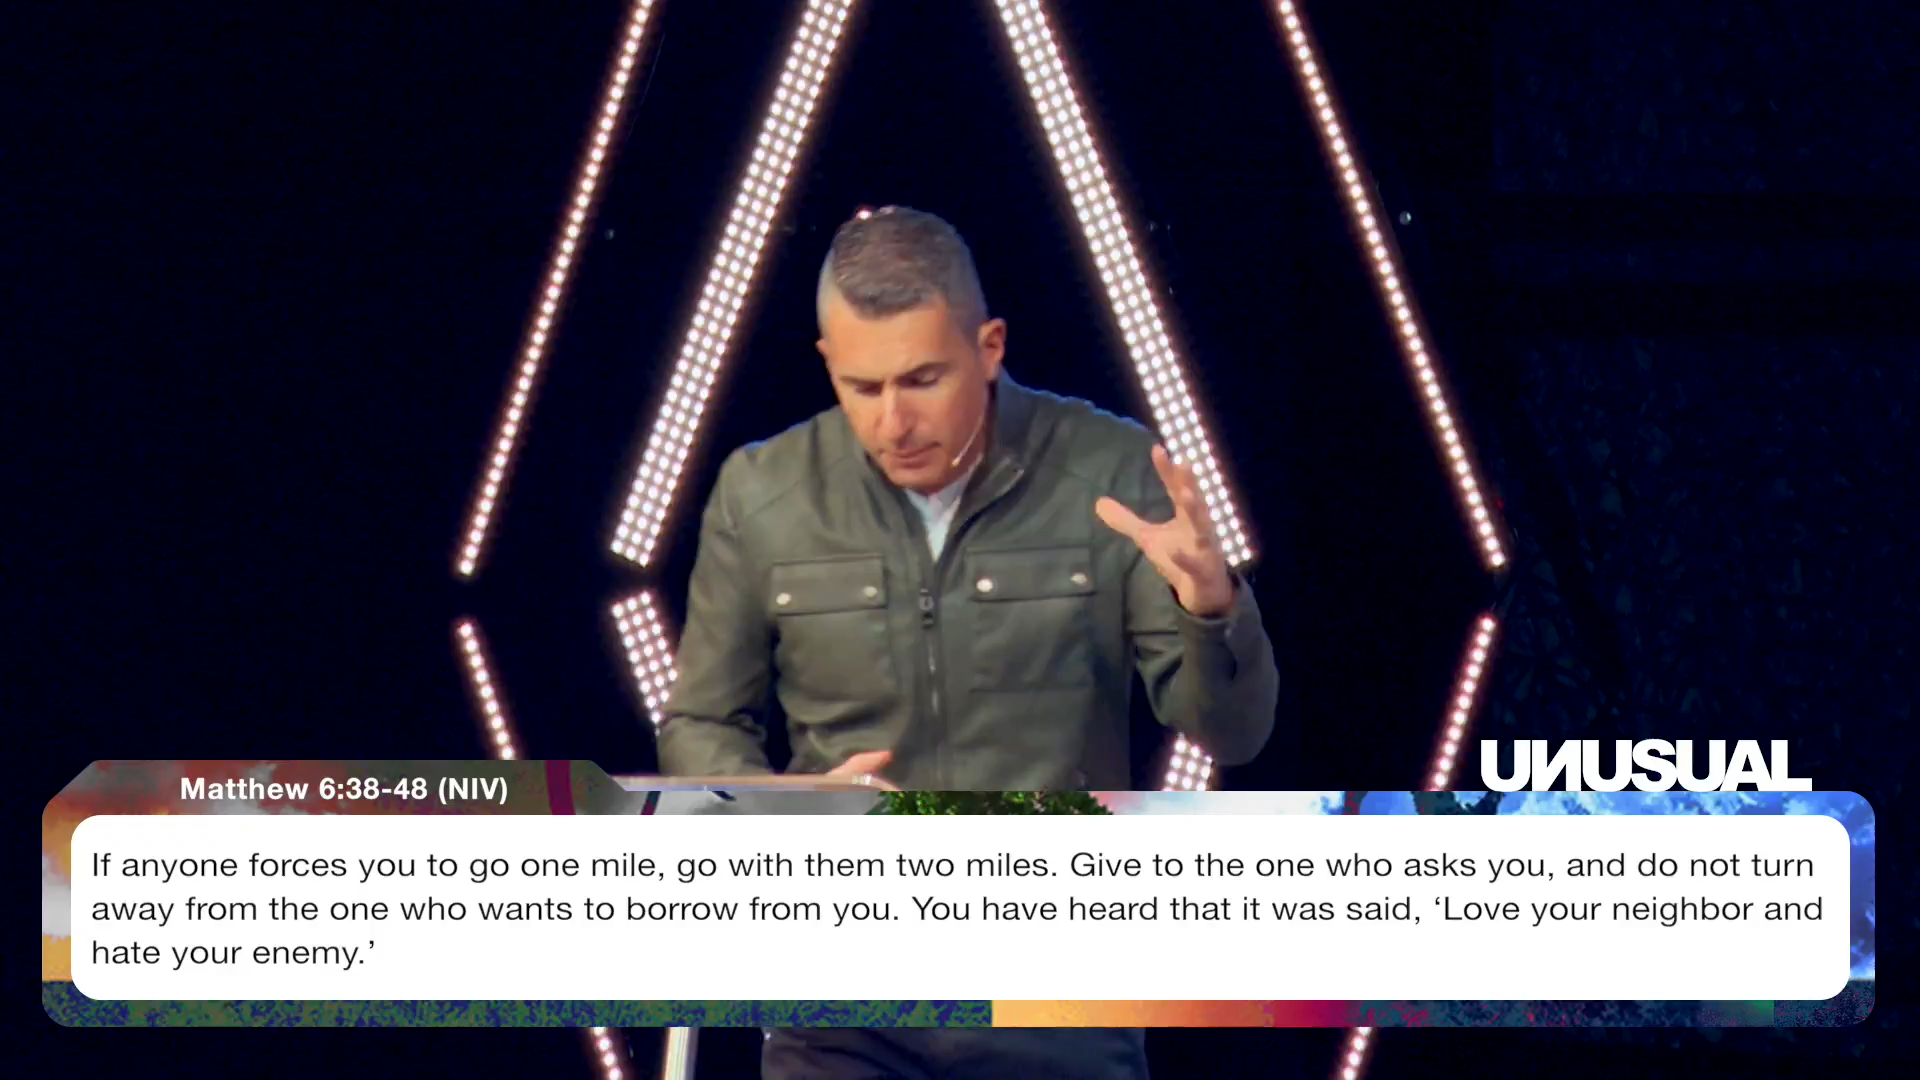 UNUSUAL
Matthew 6:38-48 (NIV)
If anyone forces you to go one mile, go with them two miles. Give to the one who asks you, and do not turn
away from the one who wants to borrow from you. You have heard that it was said, ‘Love your neighbor and
hate your enemy.’